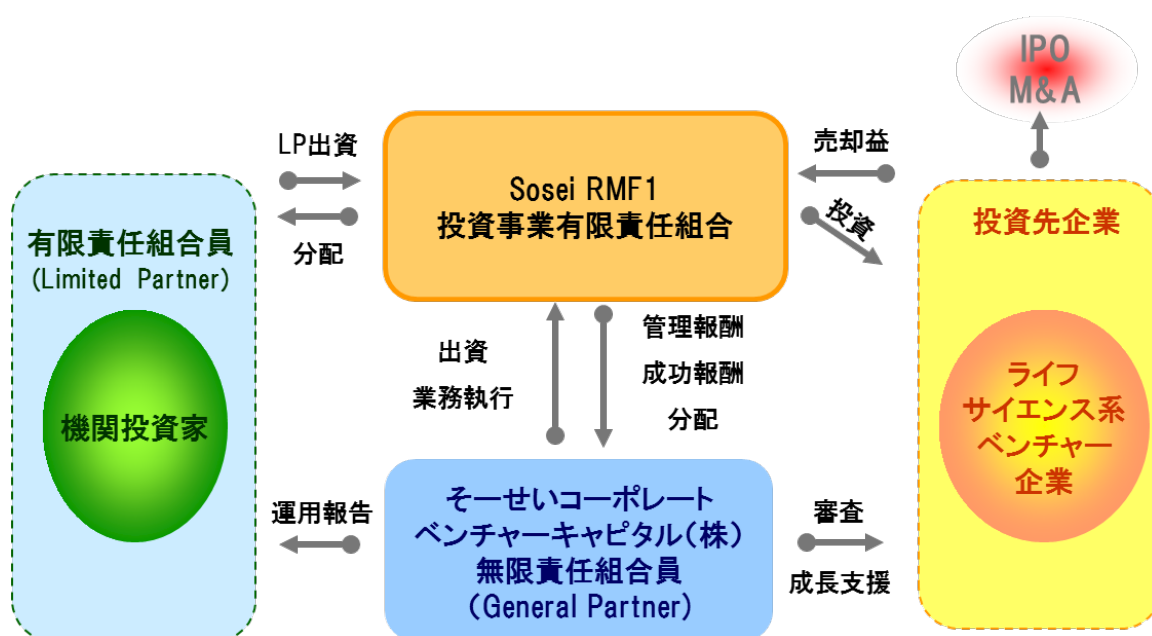 IPO
M&A
LP出資
分配
Sosei RMF1
投資事業有限責任組合
売却益
投資
有限責任組合員
(Limited Partner)
機関投資家
投資先企業
ライフ
サイエンス系
ベンチャー
企業
出資
業務執行
管理報酬
成功報酬
分配
運用報告
そーせいコーポレート
ベンチャーキャピタル(株)
無限責任組合員
(General Partner)
審査
成長支援